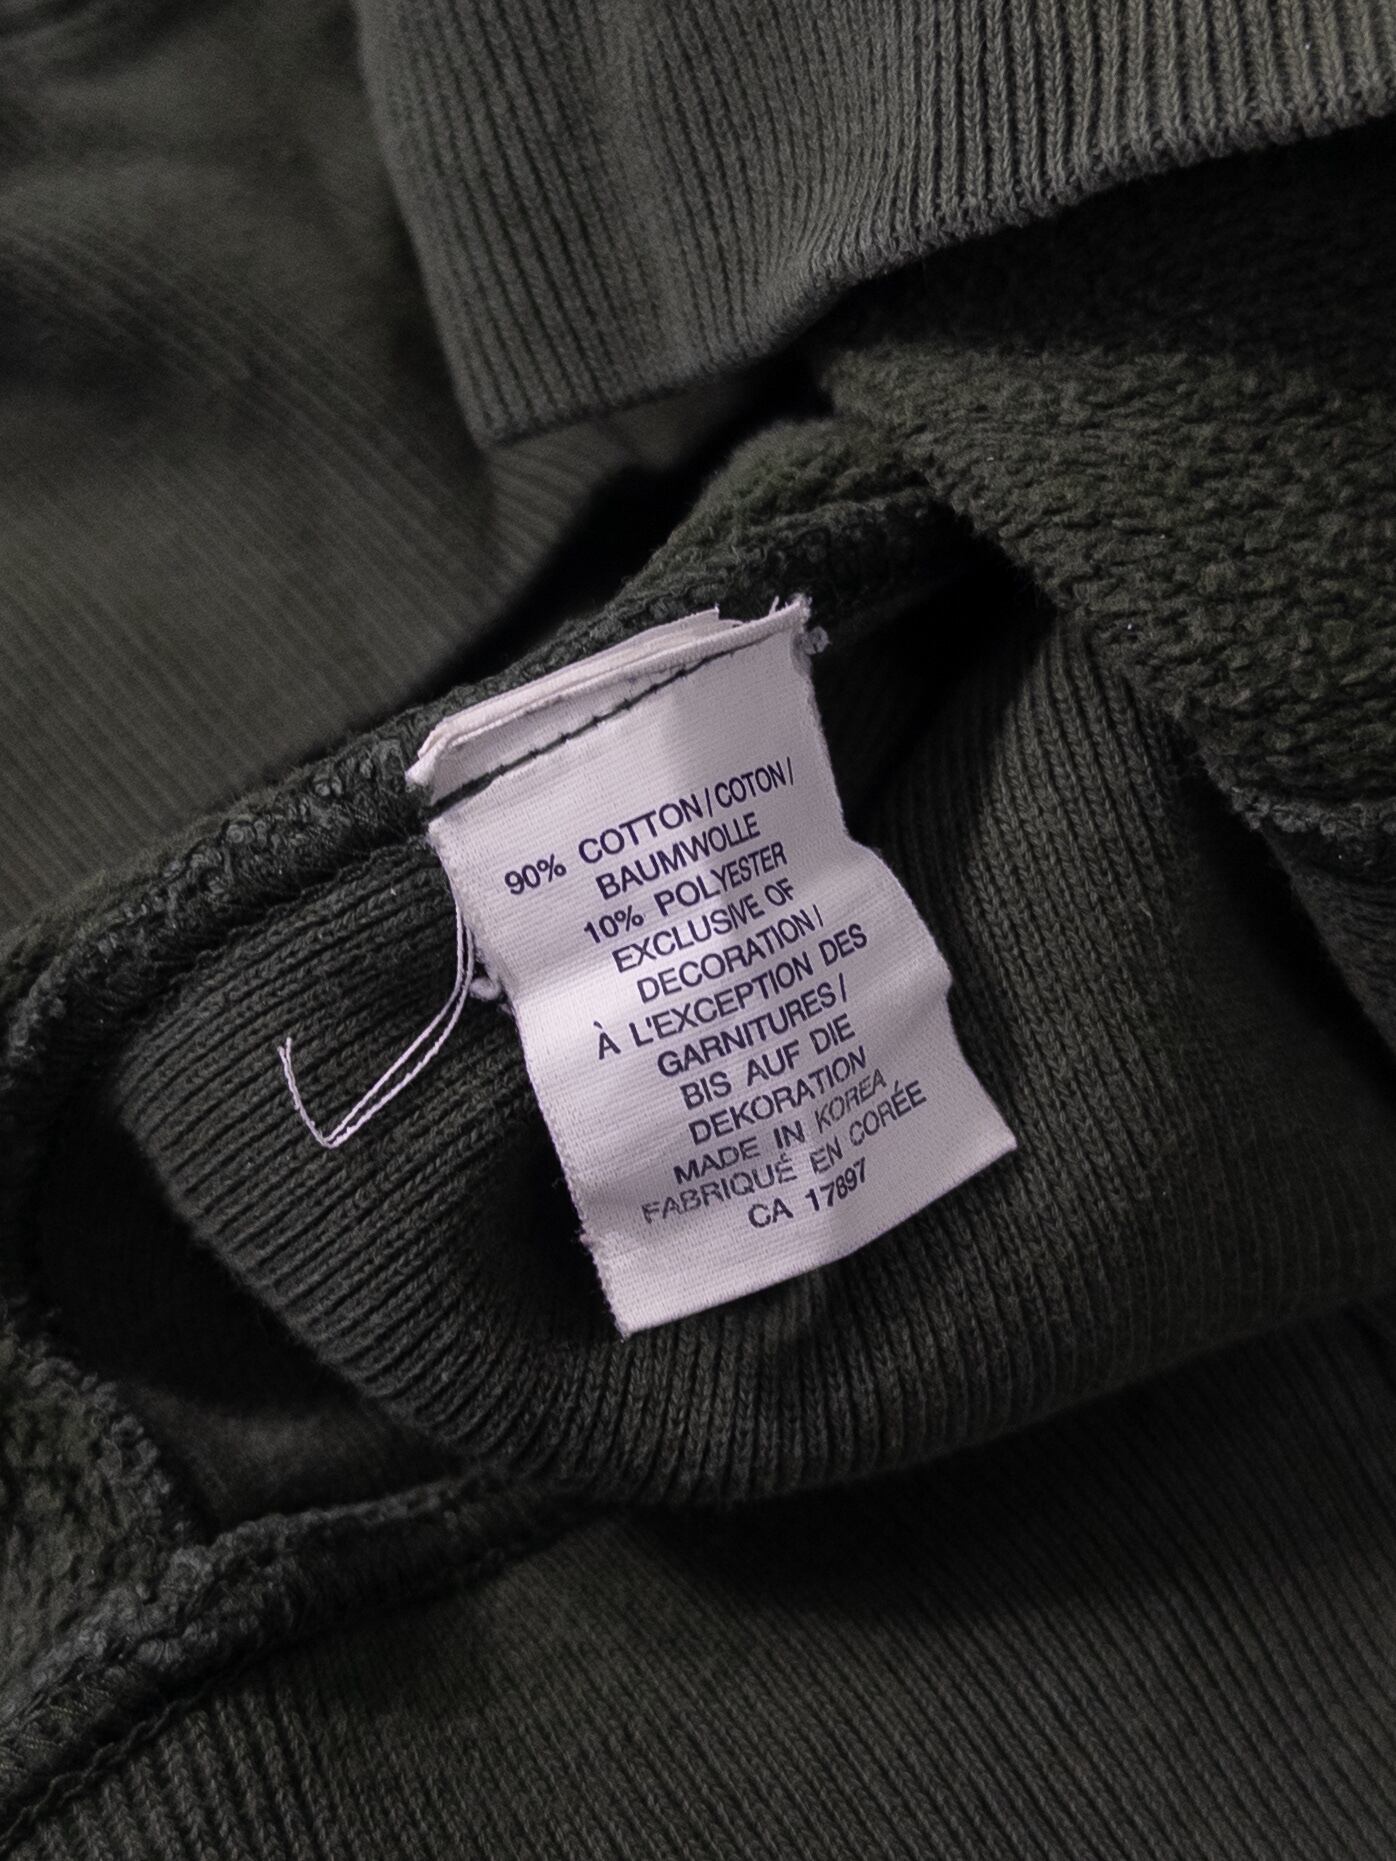 90% COTTON/COTON/
BAUMWOLLE
10% POLYESTER
EXCLUSIVE OF
DECORATION/
À L'EXCEPTION DES
GARNITURES/
BIS AUF DIE
DEKORATION
MADE IN KOREA
FABRIQUÉ EN CORÉE
CA 17897